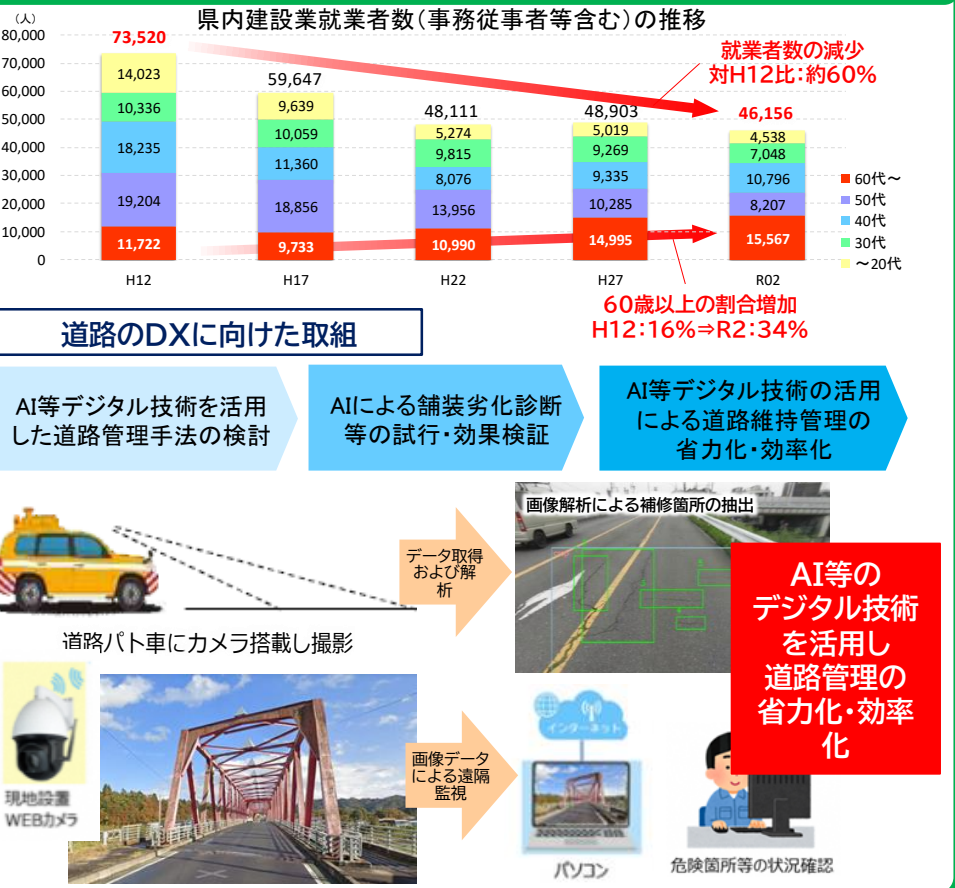 県内建設業就業者数(事務従事者等含む)の推移
(人)
80,000
70,000
60,000
50,000
40,000
30,000
20,000
10,000
0
73,520
14,023
10,336
18,235
19,204
11,722
H12
59,647
9,639
10,059
11,360
18,856
9,733
H17
48,111
5,274
9,815
8,076
13,956
10,990
H22
48,903
5,019
9,269
9,335
10,285
14,995
H27
46,156
4,538
7,048
10,796
8,207
15,567
R02
就業者数の減少
対H12比:約60%
60代~
50代
40代
30代
~20代
60歳以上の割合増加
H12:16%⇒R2:34%
道路のDXに向けた取組
AI等デジタル技術を活用
した道路管理手法の検討
AIによる舗装劣化診断
等の試行・効果検証
AI等デジタル技術の活用
による道路維持管理の
省力化・効率化
道路パト車にカメラ搭載し撮影
データ取得
および解
析
画像解析による補修箇所の抽出
AI等の
デジタル技術
を活用し
道路管理の
省力化・効率
化
現地設置
WEBカメラ
画像データ
による遠隔
監視
インターネット
パソコン
危険箇所等の状況確認